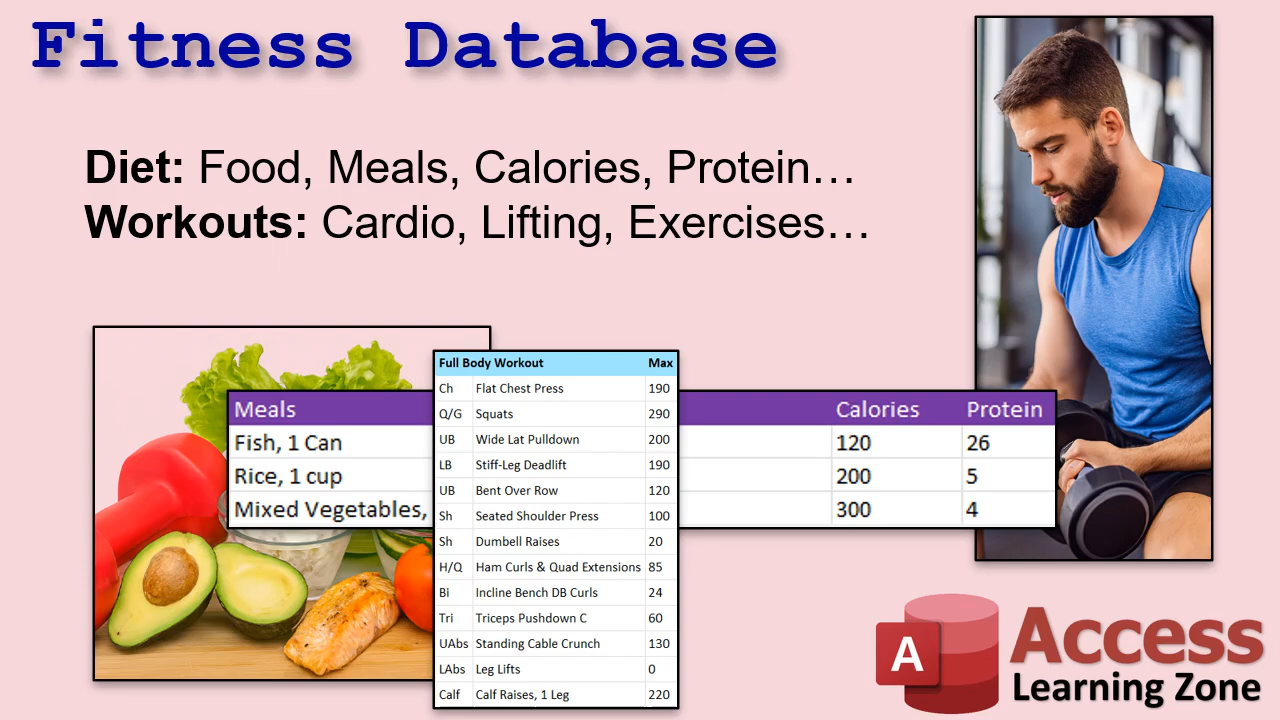 Fitness Database
Diet: Food, Meals, Calories, Protein…
Workouts: Cardio, Lifting, Exercises…
Meals Calories Protein
Fish, 1 Can 120 26
Rice, 1 cup 200 5
Mixed Vegetables, 300 4
Full Body Workout Max
Ch Flat Chest Press 190
Q/G Squats 290
UB Wide Lat Pulldown 200
LB Stiff-Leg Deadlift 190
UB Bent Over Row 120
Sh Seated Shoulder Press 100
Sh Dumbell Raises 20
H/Q Ham Curls & Quad Extensions 85
Bi Incline Bench DB Curls 24
Tri Triceps Pushdown C 60
UAbs Standing Cable Crunch 130
LAbs Leg Lifts 0
Calf Calf Raises, 1 Leg 220
A
Access
Learning Zone